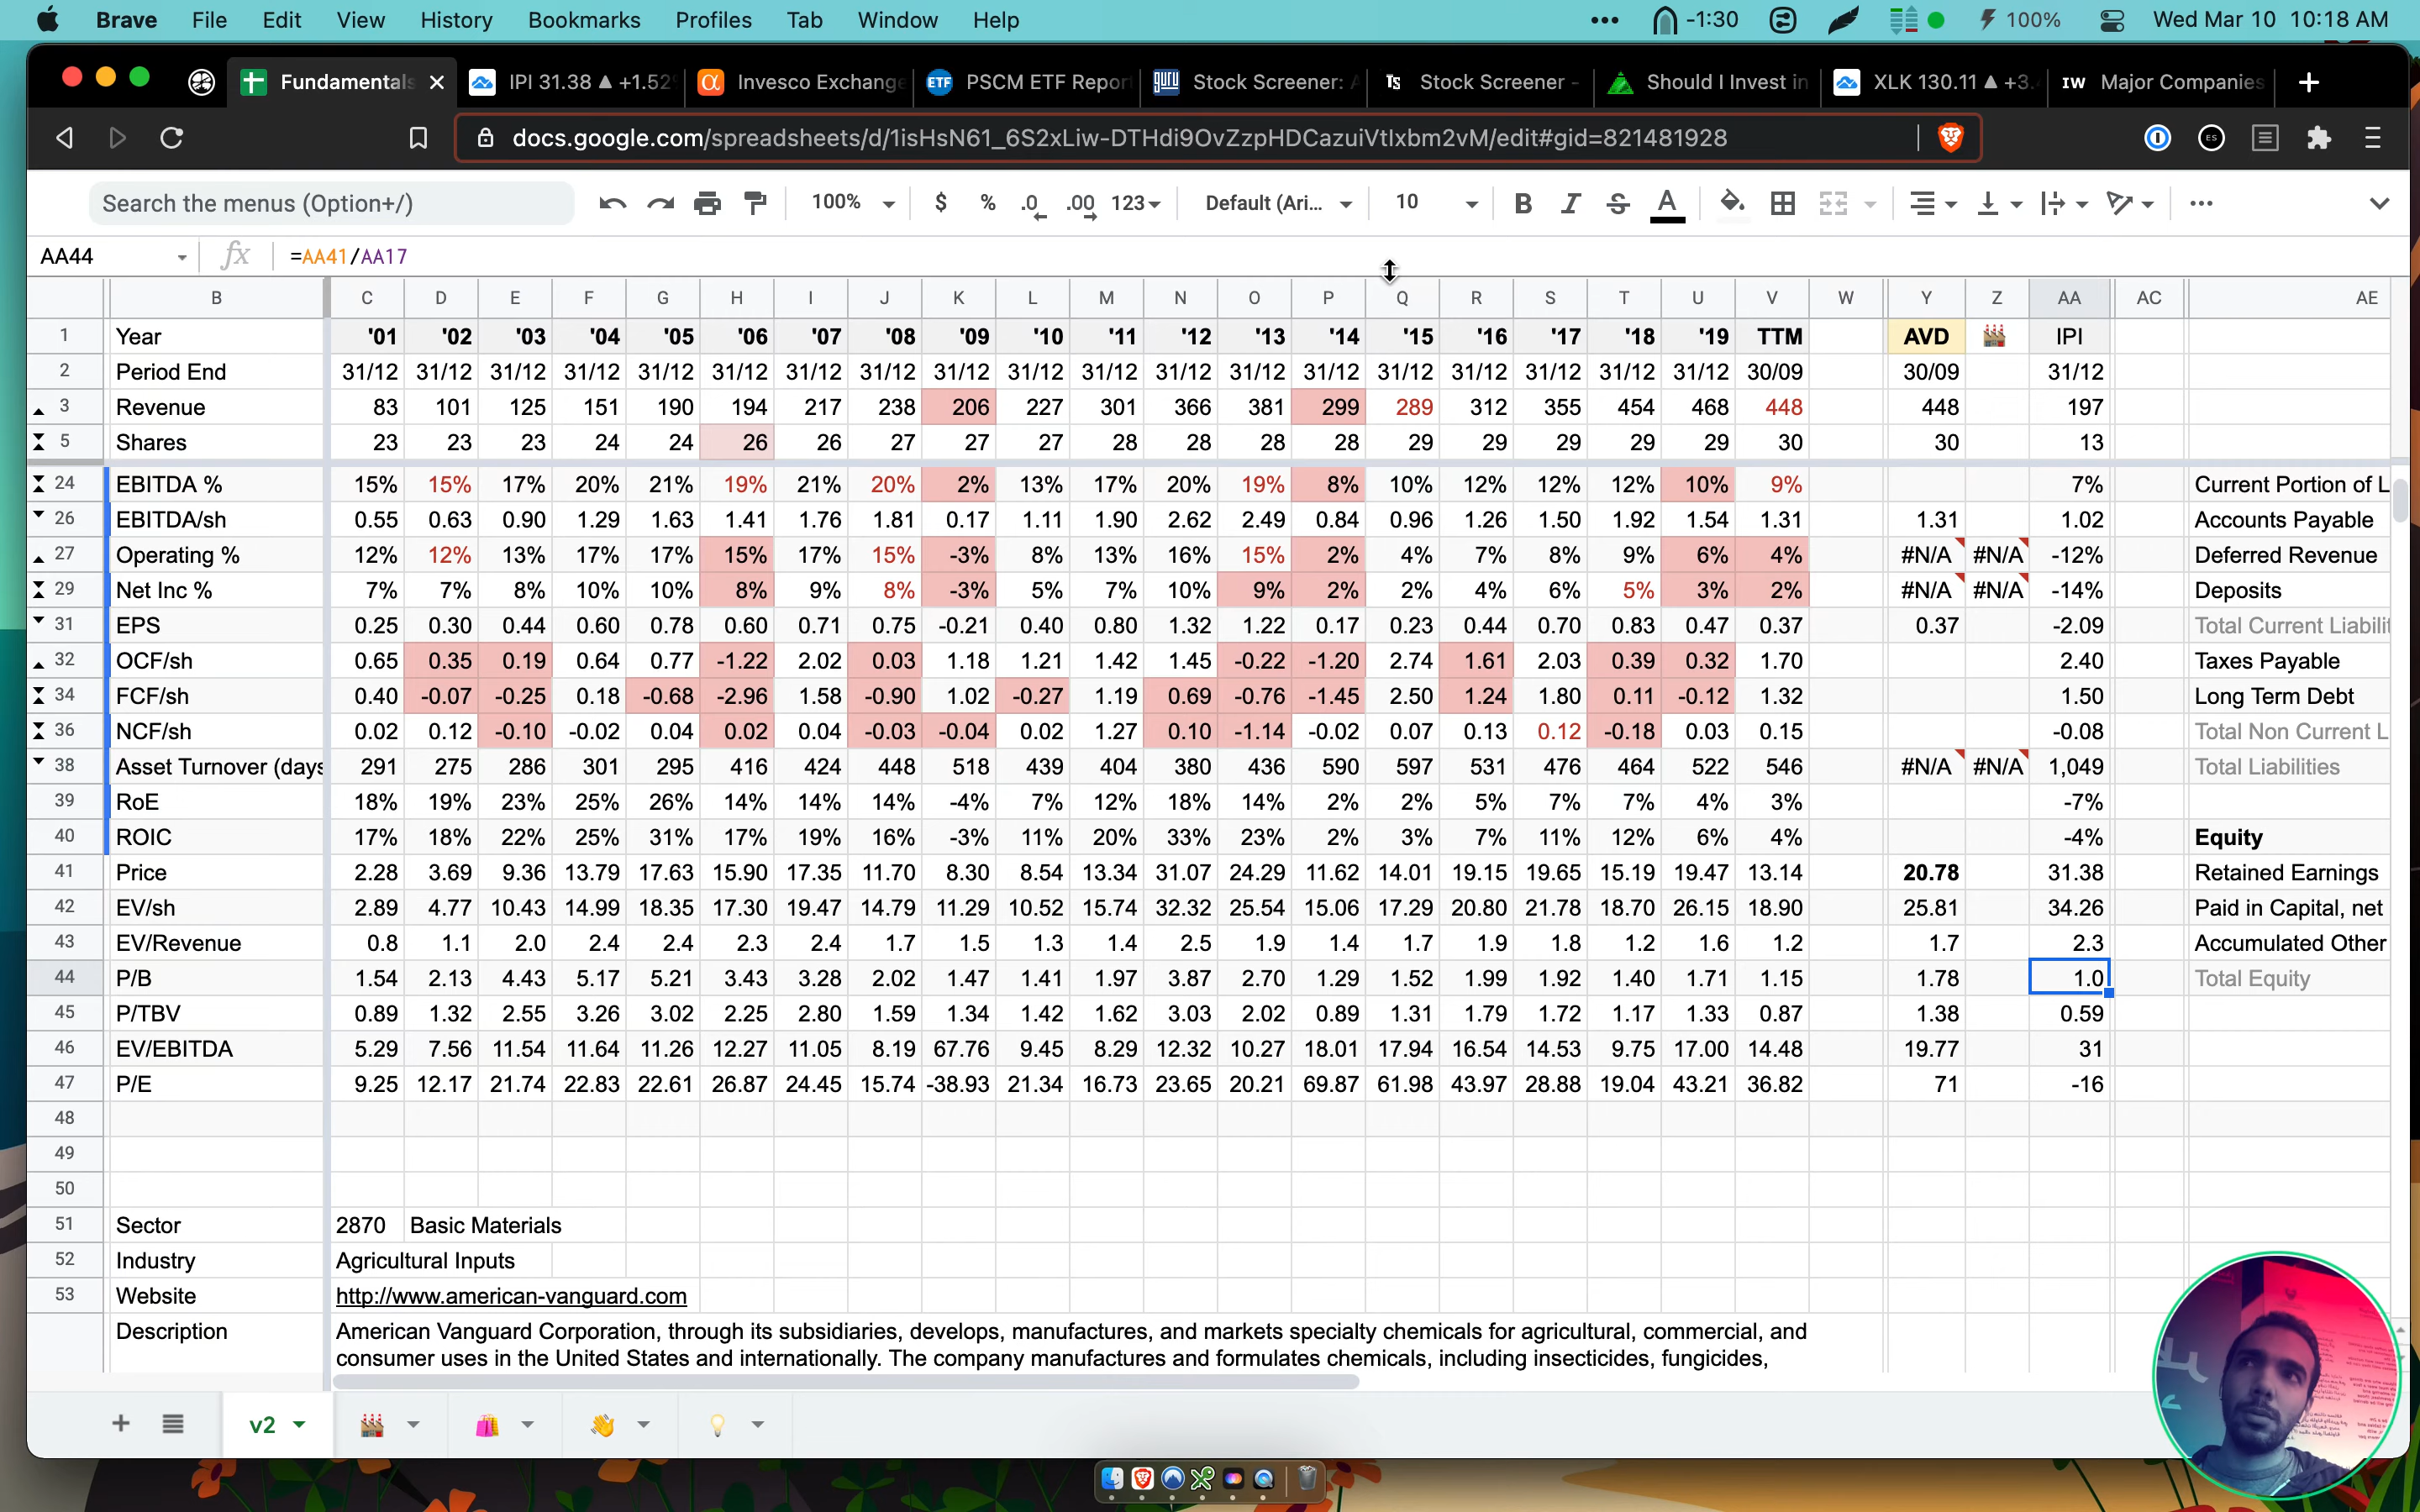 Brave File Edit View History Bookmarks Profiles Tab Window Help ••• -1:30 100% Wed Mar 10 10:18 AM
Fundamentals IPI 31.38 ▲ +1.52% Invesco Exchange ETF PSCM ETF Report guru Stock Screener: A TS Stock Screener - Should I Invest in XLK 130.11 ▲ +3. IW Major Companies
docs.google.com/spreadsheets/d/1isHsN61_6S2xLiw-DTHdi9OvZzpHDCazuiVtIxbm2vM/edit#gid=821481928 ES
Search the menus (Option+/) 100% $ % .0 .00 123 Default (Ari... 10 B I S A •••
AA44 fx =AA41/AA17
B C D E F G H I J K L M N O P Q R S T U V W Y Z AA AC AE
1 Year '01 '02 '03 '04 '05 '06 '07 '08 '09 '10 '11 '12 '13 '14 '15 '16 '17 '18 '19 TTM AVD 🏭 IPI
2 Period End 31/12 31/12 31/12 31/12 31/12 31/12 31/12 31/12 31/12 31/12 31/12 31/12 31/12 31/12 31/12 31/12 31/12 31/12 31/12 30/09 30/09 31/12
3 Revenue 83 101 125 151 190 194 217 238 206 227 301 366 381 299 289 312 355 454 468 448 448 197
5 Shares 23 23 23 24 24 26 26 27 27 27 28 28 28 28 29 29 29 29 29 30 30 13
24 EBITDA % 15% 15% 17% 20% 21% 19% 21% 20% 2% 13% 17% 20% 19% 8% 10% 12% 12% 12% 10% 9% 7% Current Portion of L
26 EBITDA/sh 0.55 0.63 0.90 1.29 1.63 1.41 1.76 1.81 0.17 1.11 1.90 2.62 2.49 0.84 0.96 1.26 1.50 1.92 1.54 1.31 1.31 1.02 Accounts Payable
27 Operating % 12% 12% 13% 17% 17% 15% 17% 15% -3% 8% 13% 16% 15% 2% 4% 7% 8% 9% 6% 4% #N/A #N/A -12% Deferred Revenue
29 Net Inc % 7% 7% 8% 10% 10% 8% 9% 8% -3% 5% 7% 10% 9% 2% 2% 4% 6% 5% 3% 2% #N/A #N/A -14% Deposits
31 EPS 0.25 0.30 0.44 0.60 0.78 0.60 0.71 0.75 -0.21 0.40 0.80 1.32 1.22 0.17 0.23 0.44 0.70 0.83 0.47 0.37 0.37 -2.09 Total Current Liabilit
32 OCF/sh 0.65 0.35 0.19 0.64 0.77 -1.22 2.02 0.03 1.18 1.21 1.42 1.45 -0.22 -1.20 2.74 1.61 2.03 0.39 0.32 1.70 2.40 Taxes Payable
34 FCF/sh 0.40 -0.07 -0.25 0.18 -0.68 -2.96 1.58 -0.90 1.02 -0.27 1.19 0.69 -0.76 -1.45 2.50 1.24 1.80 0.11 -0.12 1.32 1.50 Long Term Debt
36 NCF/sh 0.02 0.12 -0.10 -0.02 0.04 0.02 0.04 -0.03 -0.04 0.02 1.27 0.10 -1.14 -0.02 0.07 0.13 0.12 -0.18 0.03 0.15 -0.08 Total Non Current L
38 Asset Turnover (days 291 275 286 301 295 416 424 448 518 439 404 380 436 590 597 531 476 464 522 546 #N/A #N/A 1,049 Total Liabilities
39 RoE 18% 19% 23% 25% 26% 14% 14% 14% -4% 7% 12% 18% 14% 2% 2% 5% 7% 7% 4% 3% -7%
40 ROIC 17% 18% 22% 25% 31% 17% 19% 16% -3% 11% 20% 33% 23% 2% 3% 7% 11% 12% 6% 4% -4% Equity
41 Price 2.28 3.69 9.36 13.79 17.63 15.90 17.35 11.70 8.30 8.54 13.34 31.07 24.29 11.62 14.01 19.15 19.65 15.19 19.47 13.14 20.78 31.38 Retained Earnings
42 EV/sh 2.89 4.77 10.43 14.99 18.35 17.30 19.47 14.79 11.29 10.52 15.74 32.32 25.54 15.06 17.29 20.80 21.78 18.70 26.15 18.90 25.81 34.26 Paid in Capital, net
43 EV/Revenue 0.8 1.1 2.0 2.4 2.4 2.3 2.4 1.7 1.5 1.3 1.4 2.5 1.9 1.4 1.7 1.9 1.8 1.2 1.6 1.2 1.7 2.3 Accumulated Other
44 P/B 1.54 2.13 4.43 5.17 5.21 3.43 3.28 2.02 1.47 1.41 1.97 3.87 2.70 1.29 1.52 1.99 1.92 1.40 1.71 1.15 1.78 1.0 Total Equity
45 P/TBV 0.89 1.32 2.55 3.26 3.02 2.25 2.80 1.59 1.34 1.42 1.62 3.03 2.02 0.89 1.31 1.79 1.72 1.17 1.33 0.87 1.38 0.59
46 EV/EBITDA 5.29 7.56 11.54 11.64 11.26 12.27 11.05 8.19 67.76 9.45 8.29 12.32 10.27 18.01 17.94 16.54 14.53 9.75 17.00 14.48 19.77 31
47 P/E 9.25 12.17 21.74 22.83 22.61 26.87 24.45 15.74 -38.93 21.34 16.73 23.65 20.21 69.87 61.98 43.97 28.88 19.04 43.21 36.82 71 -16
48
49
50
51 Sector 2870 Basic Materials
52 Industry Agricultural Inputs
53 Website http://www.american-vanguard.com
Description American Vanguard Corporation, through its subsidiaries, develops, manufactures, and markets specialty chemicals for agricultural, commercial, and
consumer uses in the United States and internationally. The company manufactures and formulates chemicals, including insecticides, fungicides,
v2